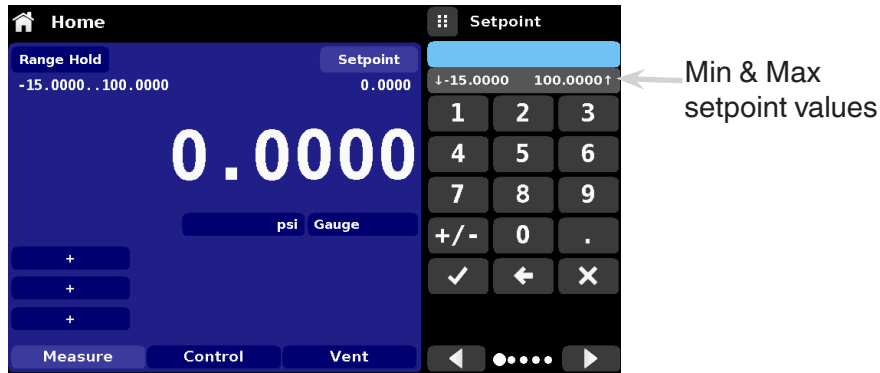 Home
Range Hold
Setpoint
-15.0000..100.0000
0.0000
0.0000
psi
Gauge
+
+
+
Measure
Control
Vent
Setpoint
↓-15.0000 100.0000↑
1 2 3
4 5 6
7 8 9
+/- 0 .
Min & Max
setpoint values